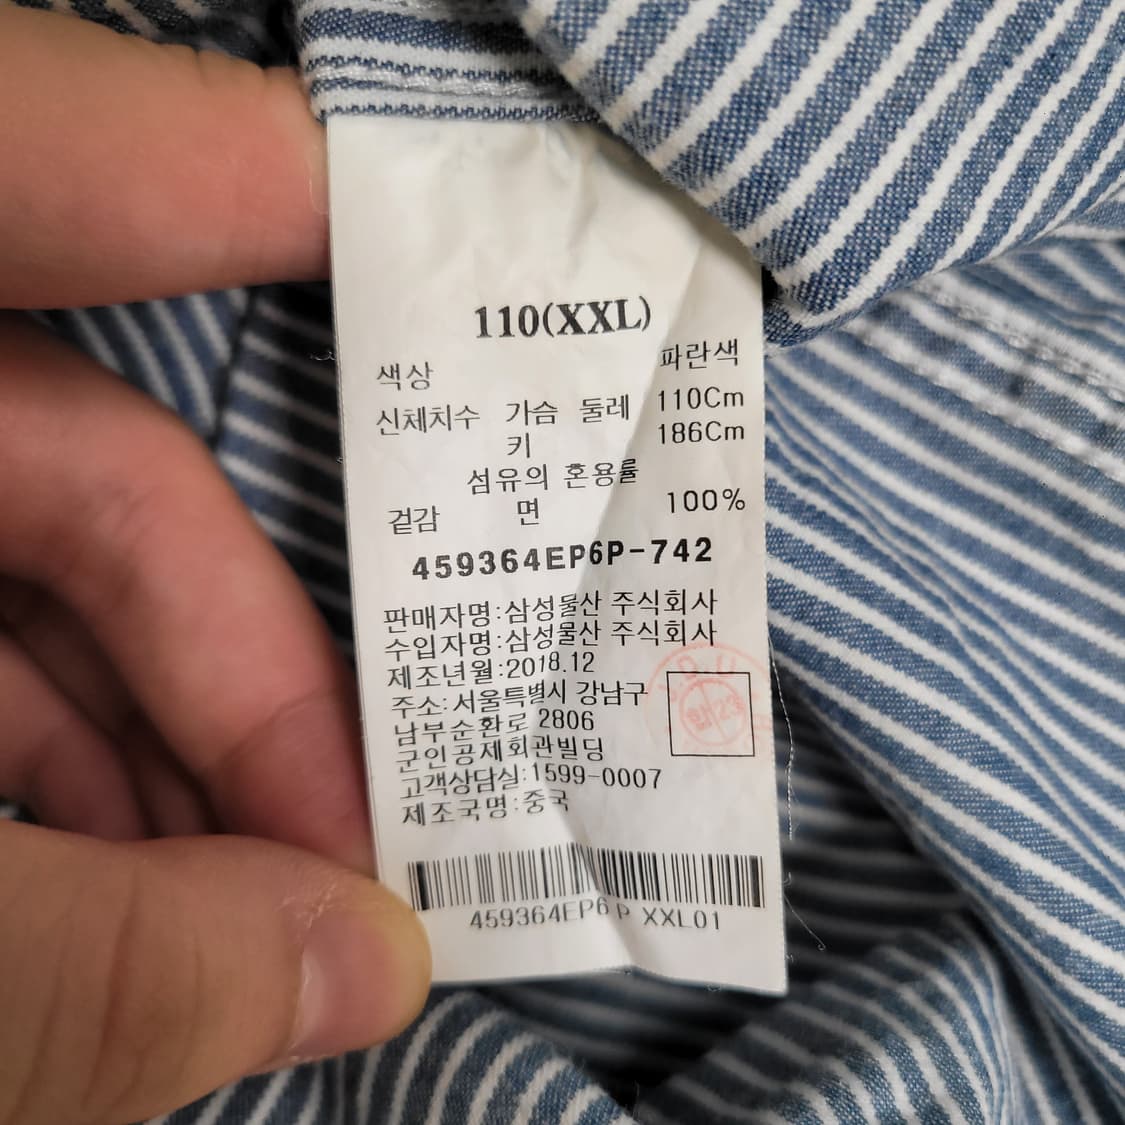 110(XXL)
색상 파란색
신체치수 가슴 둘레 110Cm
키 186Cm
섬유의 혼용률
겉감 면 100%
459364EP6P-742
판매자명:삼성물산 주식회사
수입자명:삼성물산 주식회사
제조년월:2018.12
주소:서울특별시 강남구
남부순환로 2806
군인공제회관빌딩
고객상담실:1599-0007
제조국명:중국
459364EP6 P XXL01